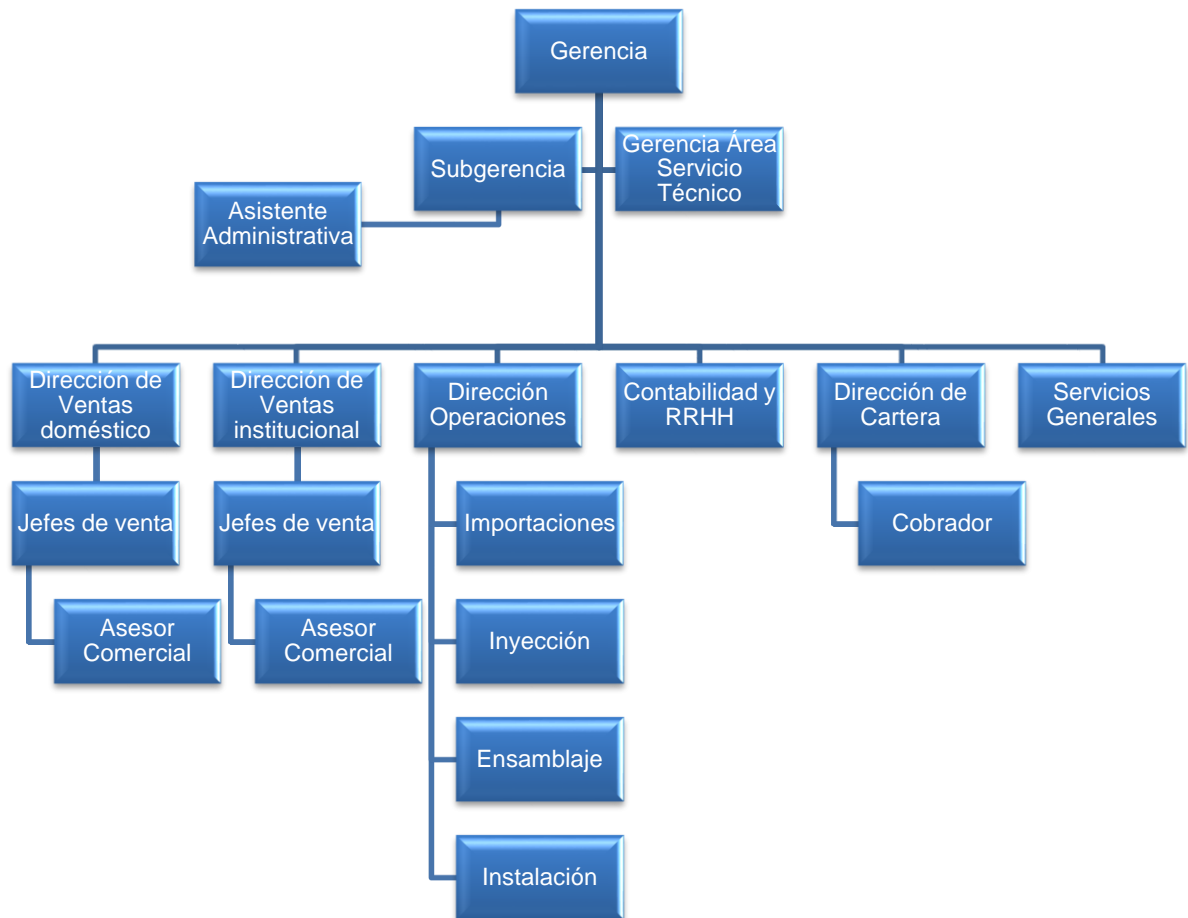 Gerencia
Subgerencia
Gerencia Área
Servicio
Técnico
Asistente
Administrativa
Dirección de
Ventas
doméstico
Dirección de
Ventas
institucional
Dirección
Operaciones
Contabilidad y
RRHH
Dirección de
Cartera
Servicios
Generales
Jefes de venta
Jefes de venta
Importaciones
Cobrador
Asesor
Comercial
Asesor
Comercial
Inyección
Ensamblaje
Instalación